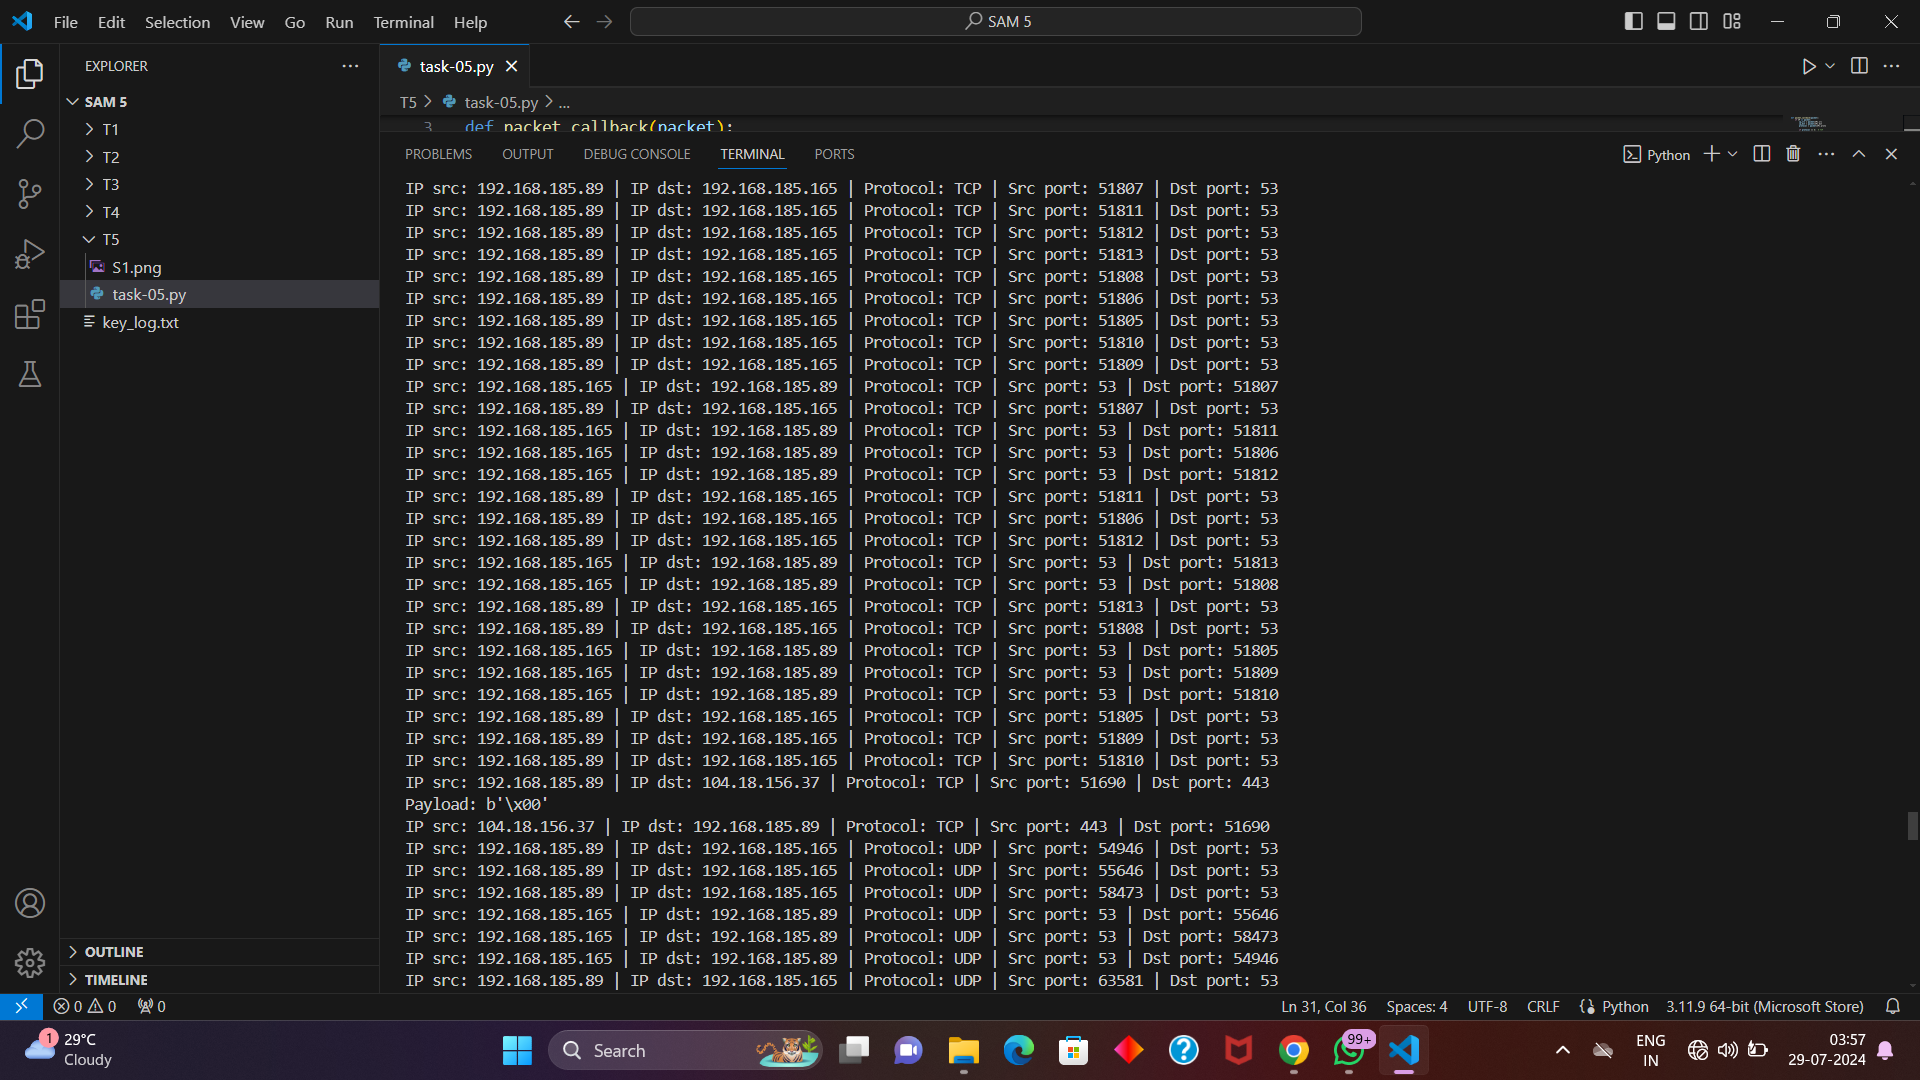 File Edit Selection View Go Run Terminal Help
SAM 5
EXPLORER
SAM 5
T1
T2
T3
T4
T5
S1.png
task-05.py
key_log.txt
OUTLINE
TIMELINE
task-05.py
T5 > task-05.py > ...
3 def packet_callback(packet):
PROBLEMS OUTPUT DEBUG CONSOLE TERMINAL PORTS
Python
IP src: 192.168.185.89 | IP dst: 192.168.185.165 | Protocol: TCP | Src port: 51807 | Dst port: 53
IP src: 192.168.185.89 | IP dst: 192.168.185.165 | Protocol: TCP | Src port: 51811 | Dst port: 53
IP src: 192.168.185.89 | IP dst: 192.168.185.165 | Protocol: TCP | Src port: 51812 | Dst port: 53
IP src: 192.168.185.89 | IP dst: 192.168.185.165 | Protocol: TCP | Src port: 51813 | Dst port: 53
IP src: 192.168.185.89 | IP dst: 192.168.185.165 | Protocol: TCP | Src port: 51808 | Dst port: 53
IP src: 192.168.185.89 | IP dst: 192.168.185.165 | Protocol: TCP | Src port: 51806 | Dst port: 53
IP src: 192.168.185.89 | IP dst: 192.168.185.165 | Protocol: TCP | Src port: 51805 | Dst port: 53
IP src: 192.168.185.89 | IP dst: 192.168.185.165 | Protocol: TCP | Src port: 51810 | Dst port: 53
IP src: 192.168.185.89 | IP dst: 192.168.185.165 | Protocol: TCP | Src port: 51809 | Dst port: 53
IP src: 192.168.185.165 | IP dst: 192.168.185.89 | Protocol: TCP | Src port: 53 | Dst port: 51807
IP src: 192.168.185.89 | IP dst: 192.168.185.165 | Protocol: TCP | Src port: 51807 | Dst port: 53
IP src: 192.168.185.165 | IP dst: 192.168.185.89 | Protocol: TCP | Src port: 53 | Dst port: 51811
IP src: 192.168.185.165 | IP dst: 192.168.185.89 | Protocol: TCP | Src port: 53 | Dst port: 51806
IP src: 192.168.185.165 | IP dst: 192.168.185.89 | Protocol: TCP | Src port: 53 | Dst port: 51812
IP src: 192.168.185.89 | IP dst: 192.168.185.165 | Protocol: TCP | Src port: 51811 | Dst port: 53
IP src: 192.168.185.89 | IP dst: 192.168.185.165 | Protocol: TCP | Src port: 51806 | Dst port: 53
IP src: 192.168.185.89 | IP dst: 192.168.185.165 | Protocol: TCP | Src port: 51812 | Dst port: 53
IP src: 192.168.185.165 | IP dst: 192.168.185.89 | Protocol: TCP | Src port: 53 | Dst port: 51813
IP src: 192.168.185.165 | IP dst: 192.168.185.89 | Protocol: TCP | Src port: 53 | Dst port: 51808
IP src: 192.168.185.89 | IP dst: 192.168.185.165 | Protocol: TCP | Src port: 51813 | Dst port: 53
IP src: 192.168.185.89 | IP dst: 192.168.185.165 | Protocol: TCP | Src port: 51808 | Dst port: 53
IP src: 192.168.185.165 | IP dst: 192.168.185.89 | Protocol: TCP | Src port: 53 | Dst port: 51805
IP src: 192.168.185.165 | IP dst: 192.168.185.89 | Protocol: TCP | Src port: 53 | Dst port: 51809
IP src: 192.168.185.165 | IP dst: 192.168.185.89 | Protocol: TCP | Src port: 53 | Dst port: 51810
IP src: 192.168.185.89 | IP dst: 192.168.185.165 | Protocol: TCP | Src port: 51805 | Dst port: 53
IP src: 192.168.185.89 | IP dst: 192.168.185.165 | Protocol: TCP | Src port: 51809 | Dst port: 53
IP src: 192.168.185.89 | IP dst: 192.168.185.165 | Protocol: TCP | Src port: 51810 | Dst port: 53
IP src: 192.168.185.89 | IP dst: 104.18.156.37 | Protocol: TCP | Src port: 51690 | Dst port: 443
Payload: b'\x00'
IP src: 104.18.156.37 | IP dst: 192.168.185.89 | Protocol: TCP | Src port: 443 | Dst port: 51690
IP src: 192.168.185.89 | IP dst: 192.168.185.165 | Protocol: UDP | Src port: 54946 | Dst port: 53
IP src: 192.168.185.89 | IP dst: 192.168.185.165 | Protocol: UDP | Src port: 55646 | Dst port: 53
IP src: 192.168.185.89 | IP dst: 192.168.185.165 | Protocol: UDP | Src port: 58473 | Dst port: 53
IP src: 192.168.185.165 | IP dst: 192.168.185.89 | Protocol: UDP | Src port: 53 | Dst port: 55646
IP src: 192.168.185.165 | IP dst: 192.168.185.89 | Protocol: UDP | Src port: 53 | Dst port: 58473
IP src: 192.168.185.165 | IP dst: 192.168.185.89 | Protocol: UDP | Src port: 53 | Dst port: 54946
IP src: 192.168.185.89 | IP dst: 192.168.185.165 | Protocol: UDP | Src port: 63581 | Dst port: 53
0 0 0 Ln 31, Col 36 Spaces: 4 UTF-8 CRLF Python 3.11.9 64-bit (Microsoft Store)
1 29°C
Cloudy
Search
99+
ENG
IN
03:57
29-07-2024